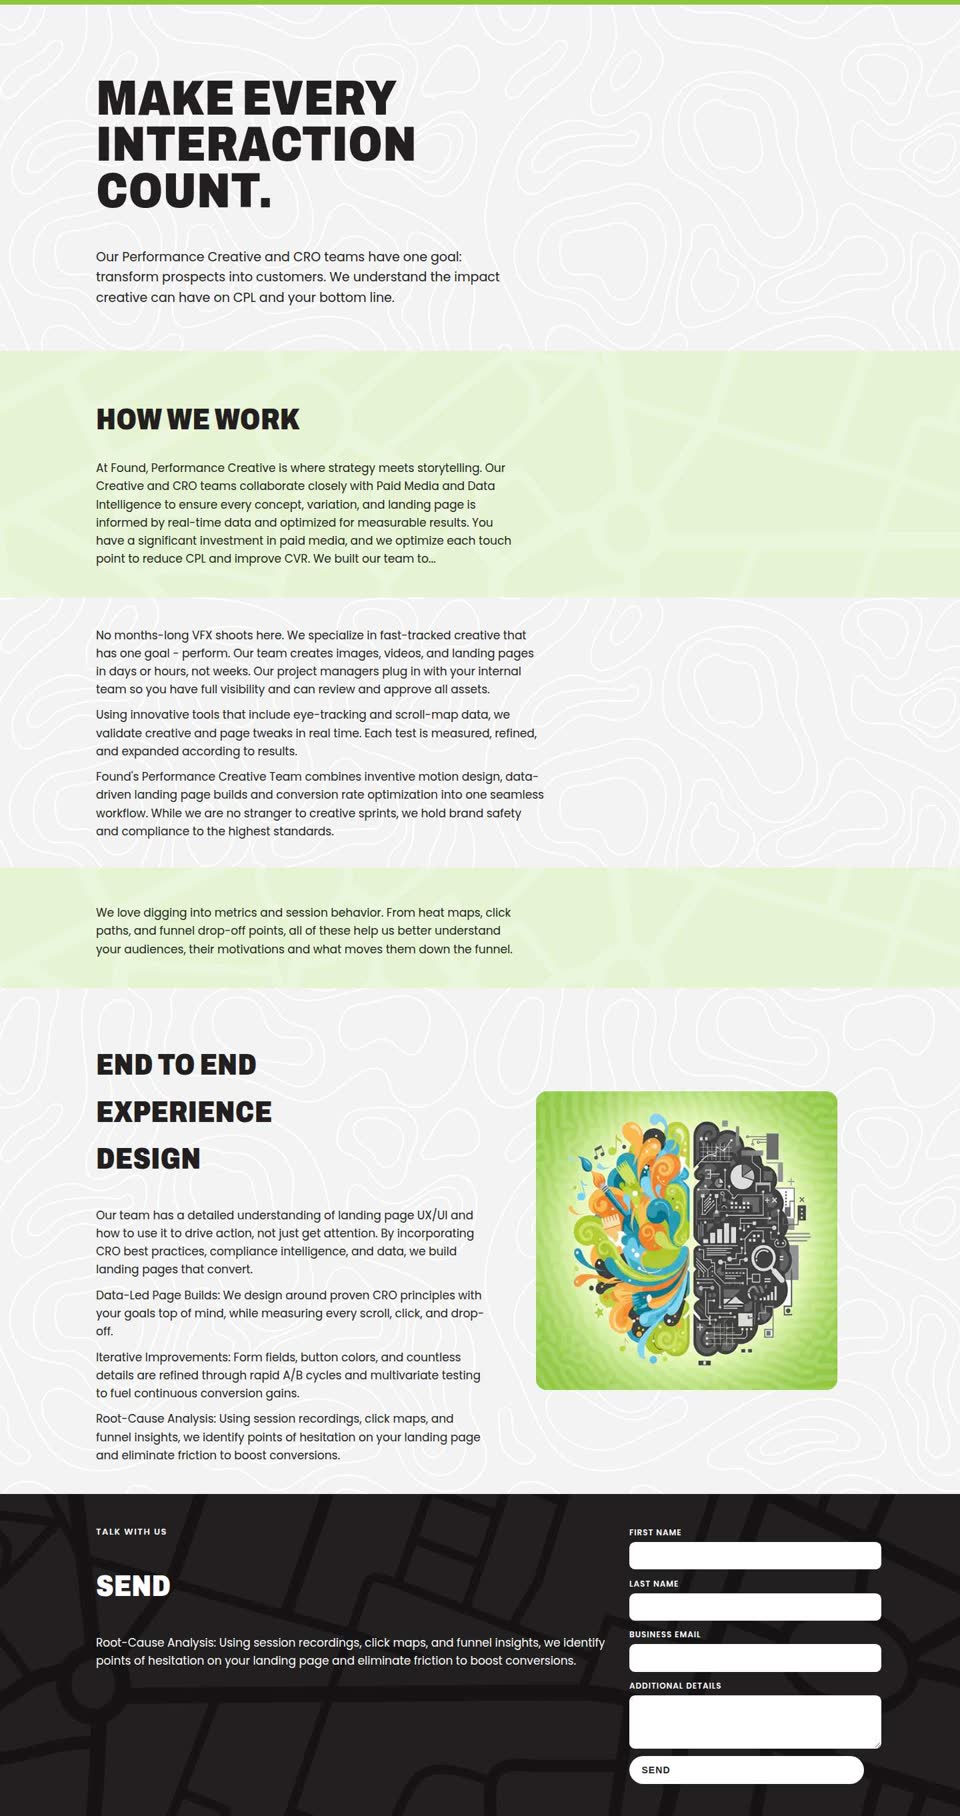 MAKE EVERY
INTERACTION
COUNT.
Our Performance Creative and CRO teams have one goal:
transform prospects into customers. We understand the impact
creative can have on CPL and your bottom line.
HOW WE WORK
At Found, Performance Creative is where strategy meets storytelling. Our
Creative and CRO teams collaborate closely with Paid Media and Data
Intelligence to ensure every concept, variation, and landing page is
informed by real-time data and optimized for measurable results. You
have a significant investment in paid media, and we optimize each touch
point to reduce CPL and improve CVR. We built our team to...
No months-long VFX shoots here. We specialize in fast-tracked creative that
has one goal - perform. Our team creates images, videos, and landing pages
in days or hours, not weeks. Our project managers plug in with your internal
team so you have full visibility and can review and approve all assets.
Using innovative tools that include eye-tracking and scroll-map data, we
validate creative and page tweaks in real time. Each test is measured, refined,
and expanded according to results.
Found's Performance Creative Team combines inventive motion design, data-
driven landing page builds and conversion rate optimization into one seamless
workflow. While we are no stranger to creative sprints, we hold brand safety
and compliance to the highest standards.
We love digging into metrics and session behavior. From heat maps, click
paths, and funnel drop-off points, all of these help us better understand
your audiences, their motivations and what moves them down the funnel.
END TO END
EXPERIENCE
DESIGN
Our team has a detailed understanding of landing page UX/UI and
how to use it to drive action, not just get attention. By incorporating
CRO best practices, compliance intelligence, and data, we build
landing pages that convert.
Data-Led Page Builds: We design around proven CRO principles with
your goals top of mind, while measuring every scroll, click, and drop-
off.
Iterative Improvements: Form fields, button colors, and countless
details are refined through rapid A/B cycles and multivariate testing
to fuel continuous conversion gains.
Root-Cause Analysis: Using session recordings, click maps, and
funnel insights, we identify points of hesitation on your landing page
and eliminate friction to boost conversions.
TALK WITH US
SEND
Root-Cause Analysis: Using session recordings, click maps, and funnel insights, we identify
points of hesitation on your landing page and eliminate friction to boost conversions.
FIRST NAME
LAST NAME
BUSINESS EMAIL
ADDITIONAL DETAILS
SEND